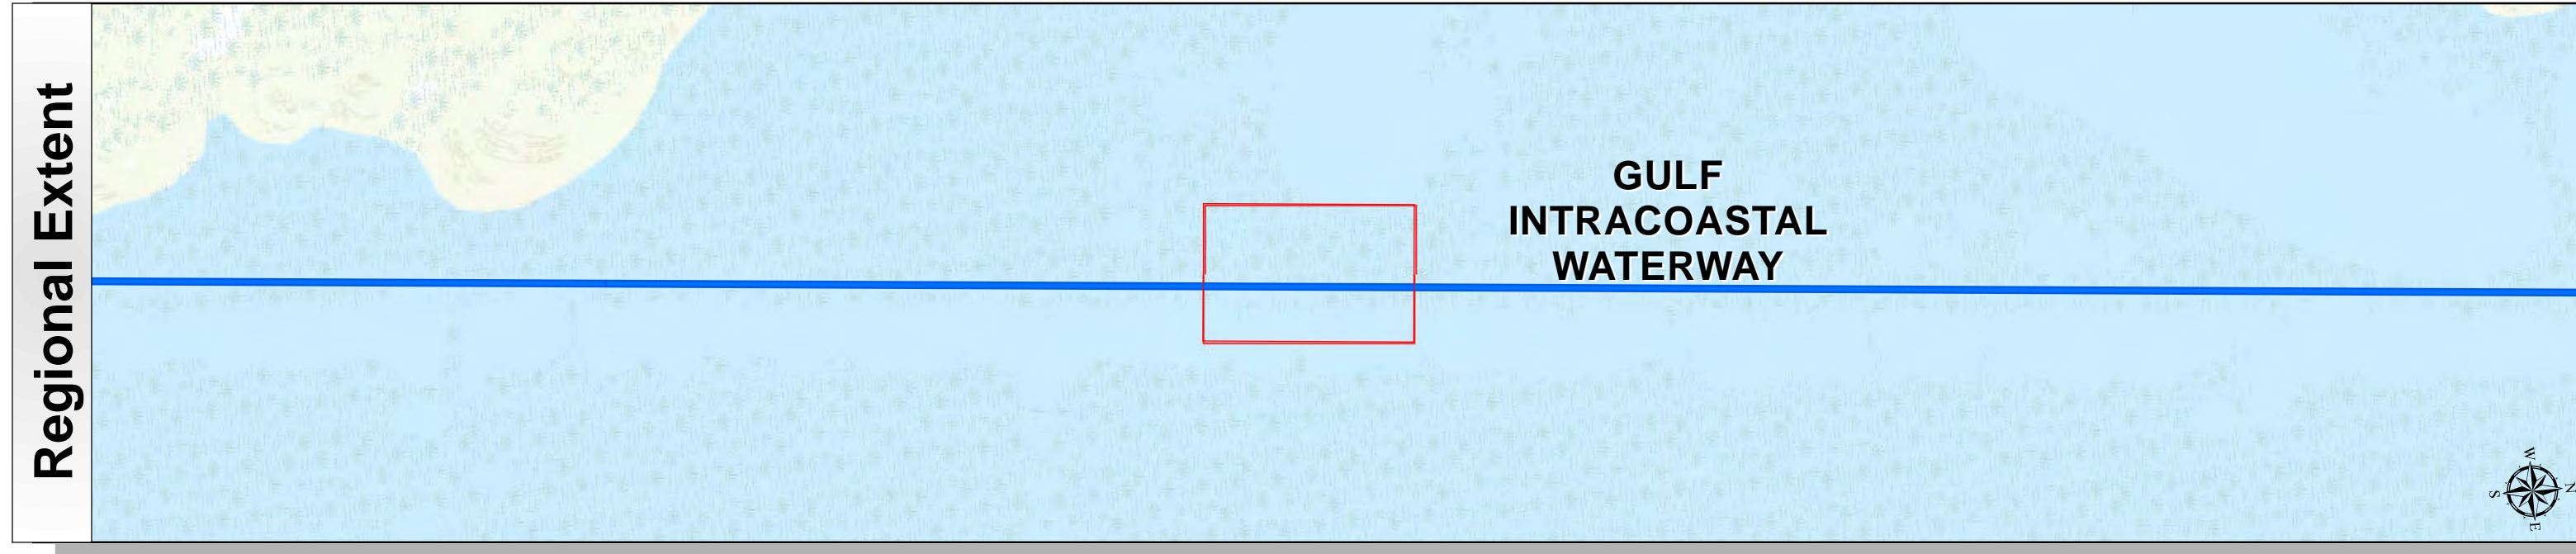 Regional Extent
GULF
INTRACOASTAL
WATERWAY
W
S
N
E